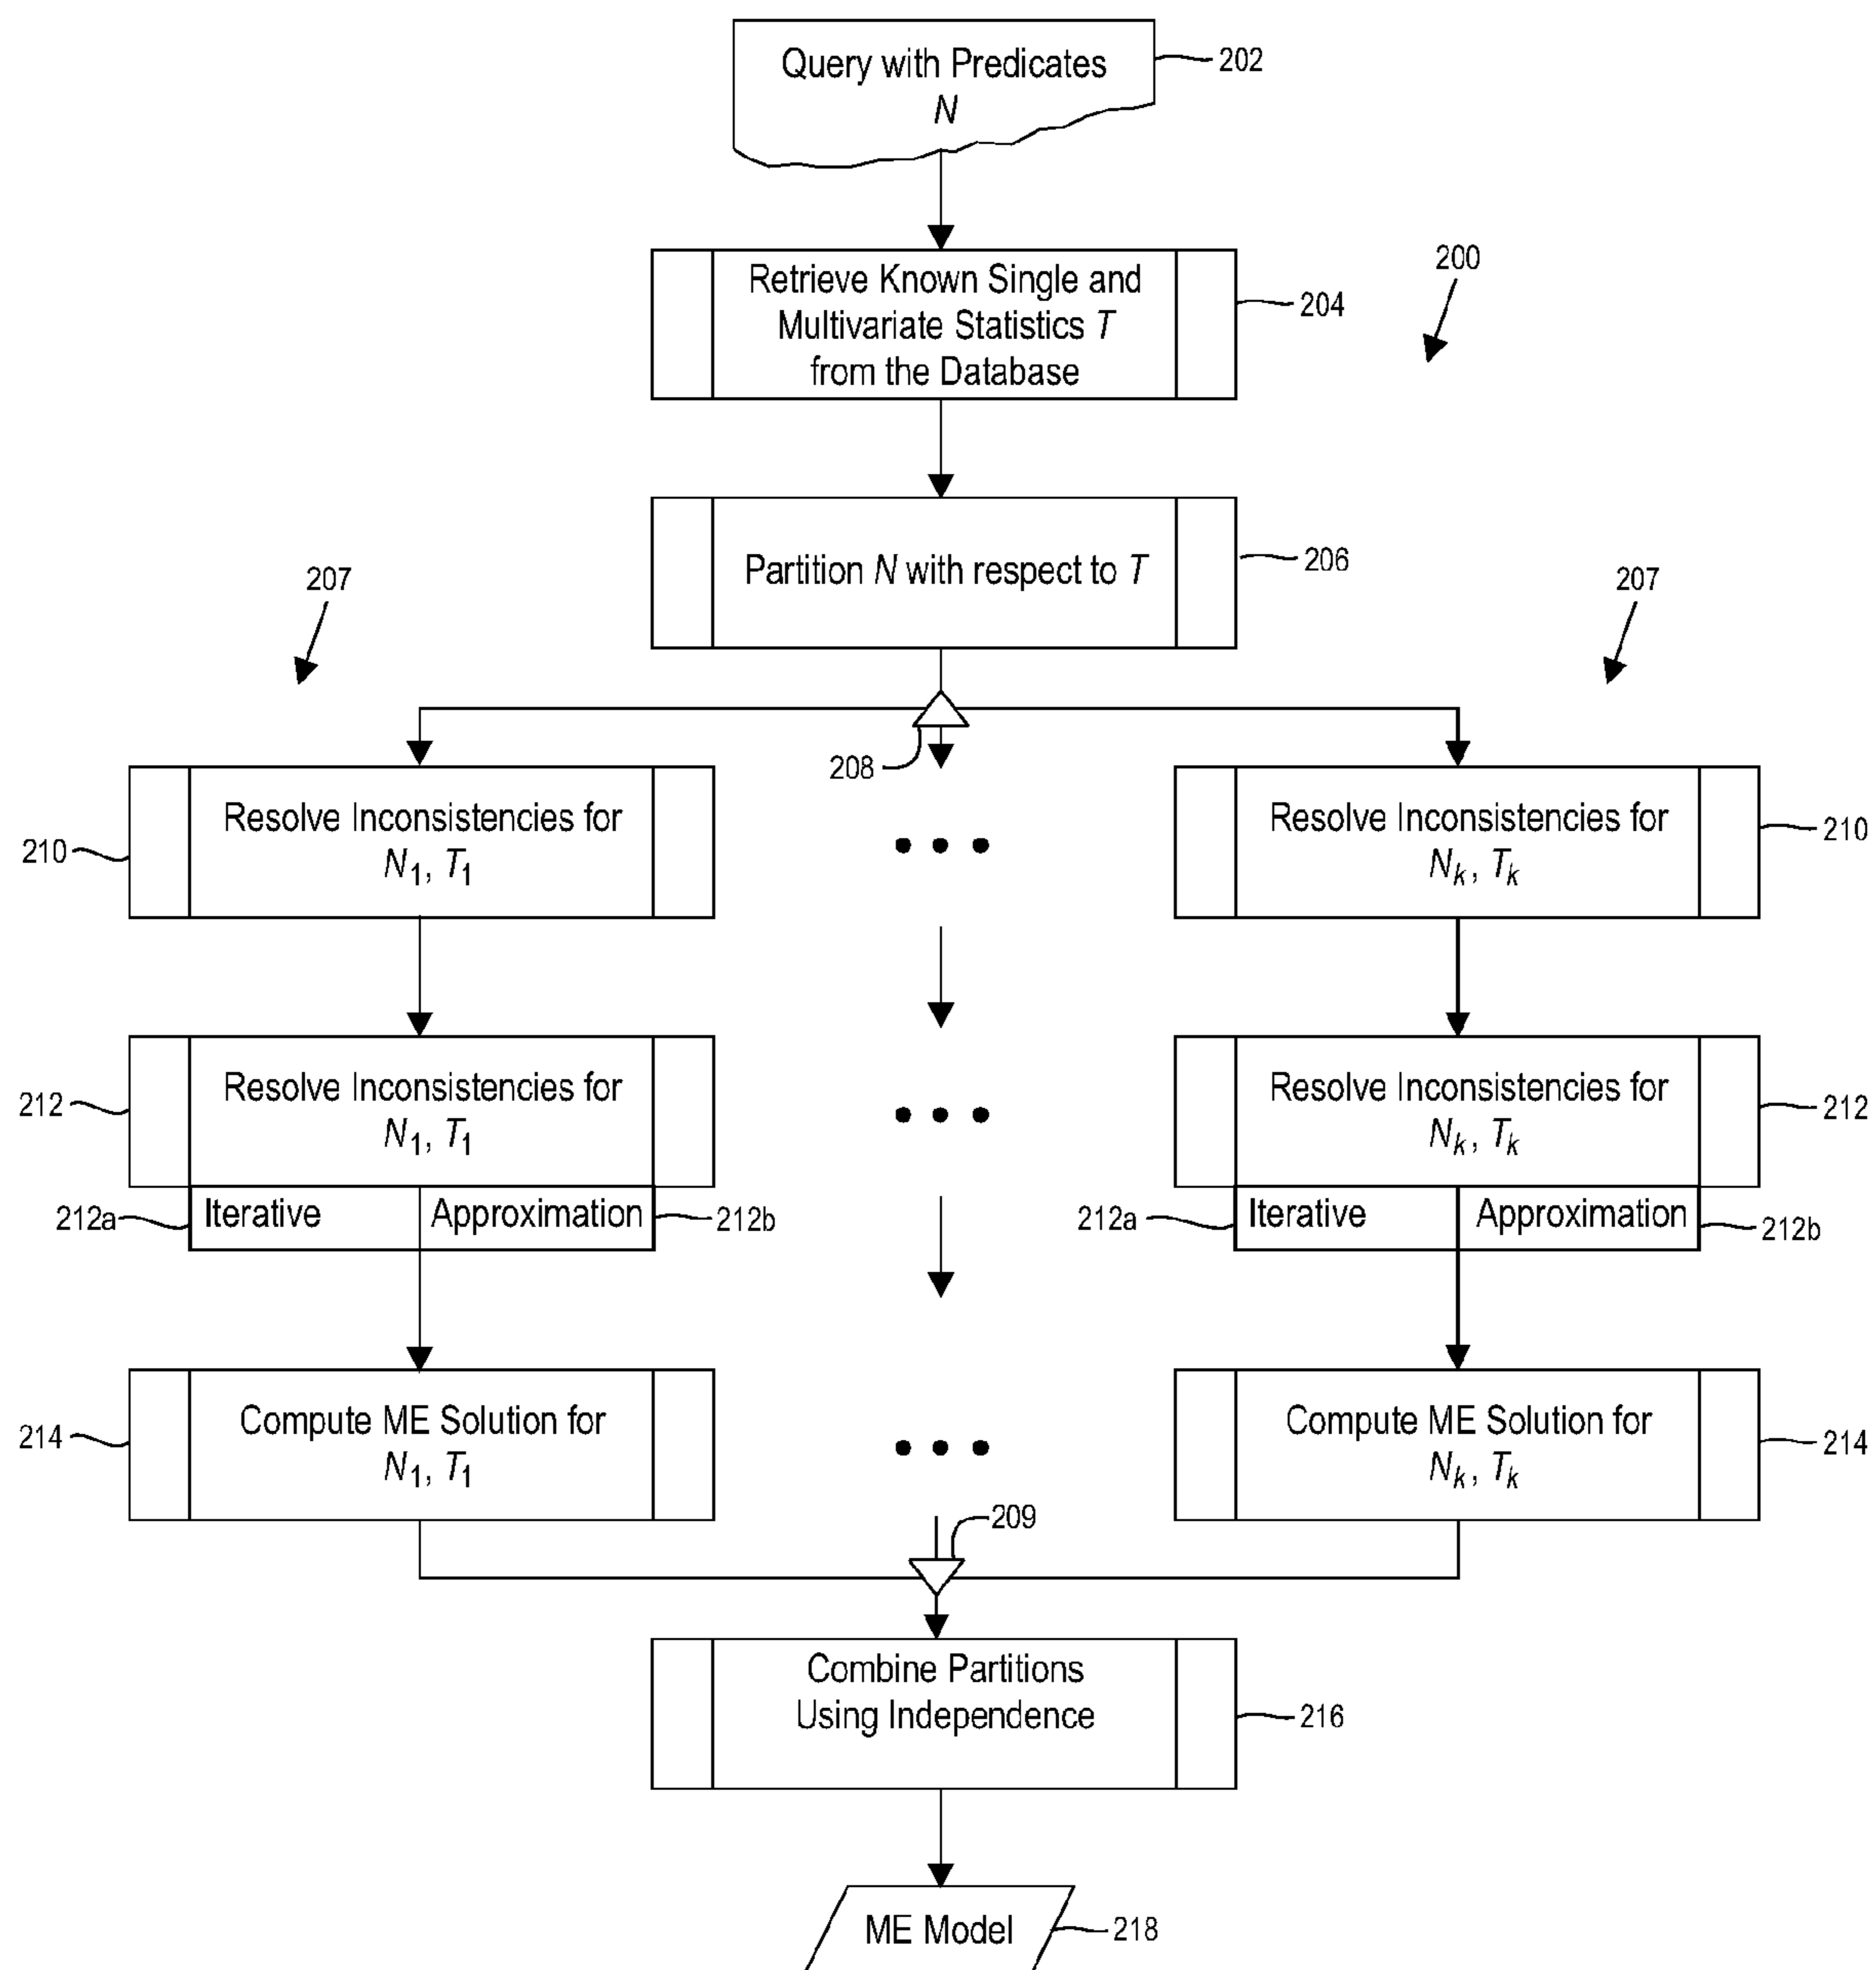 Query with Predicates
N
202
Retrieve Known Single and
Multivariate Statistics T
from the Database
204
200
Partition N with respect to T
206
207
207
208
Resolve Inconsistencies for
N1, T1
210
Resolve Inconsistencies for
Nk, Tk
210
Resolve Inconsistencies for
N1, T1
212
Resolve Inconsistencies for
Nk, Tk
212
212a
Iterative
Approximation
212b
212a
Iterative
Approximation
212b
Compute ME Solution for
N1, T1
214
Compute ME Solution for
Nk, Tk
214
209
Combine Partitions
Using Independence
216
ME Model
218